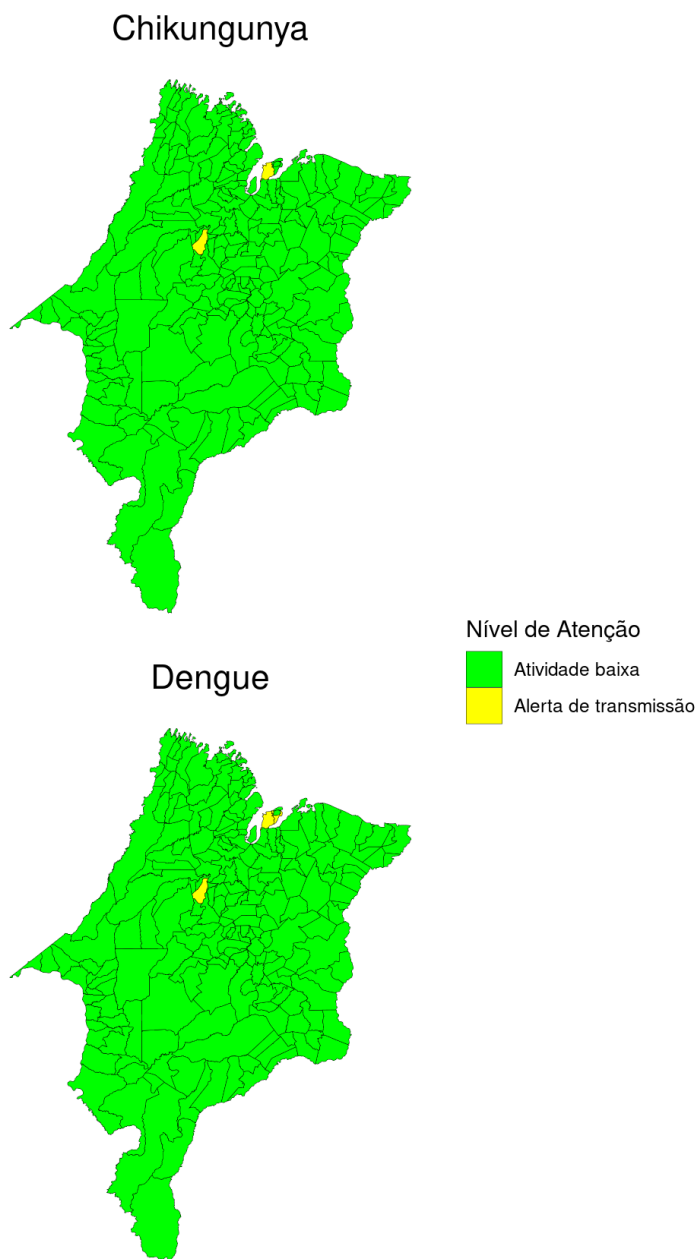 Chikungunya
Nível de Atenção
Atividade baixa
Alerta de transmissão
Dengue